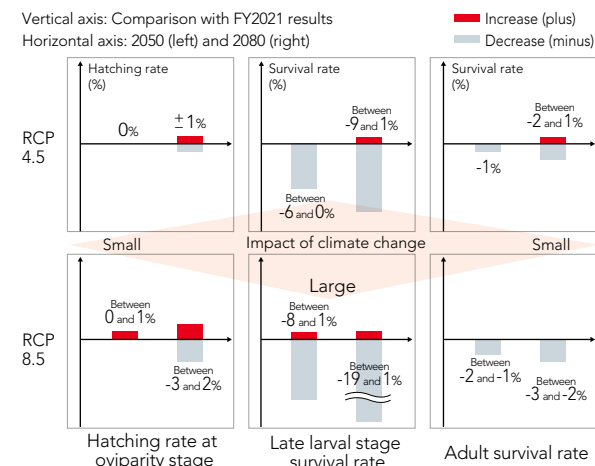 Vertical axis: Comparison with FY2021 results
Horizontal axis: 2050 (left) and 2080 (right)
Increase (plus)
Decrease (minus)
RCP
4.5
Hatching rate
(%)
0%
±1%
Survival rate
(%)
Between
-9 and 1%
Between
-6 and 0%
Survival rate
(%)
Between
-2 and 1%
-1%
Small
Impact of climate change
Small
Large
RCP
8.5
Between
0 and 1%
Between
-3 and 2%
Between
-8 and 1%
Between
-19 and 1%
Between
-2 and -1%
Between
-3 and -2%
Hatching rate at
oviparity stage
Late larval stage
survival rate
Adult survival rate